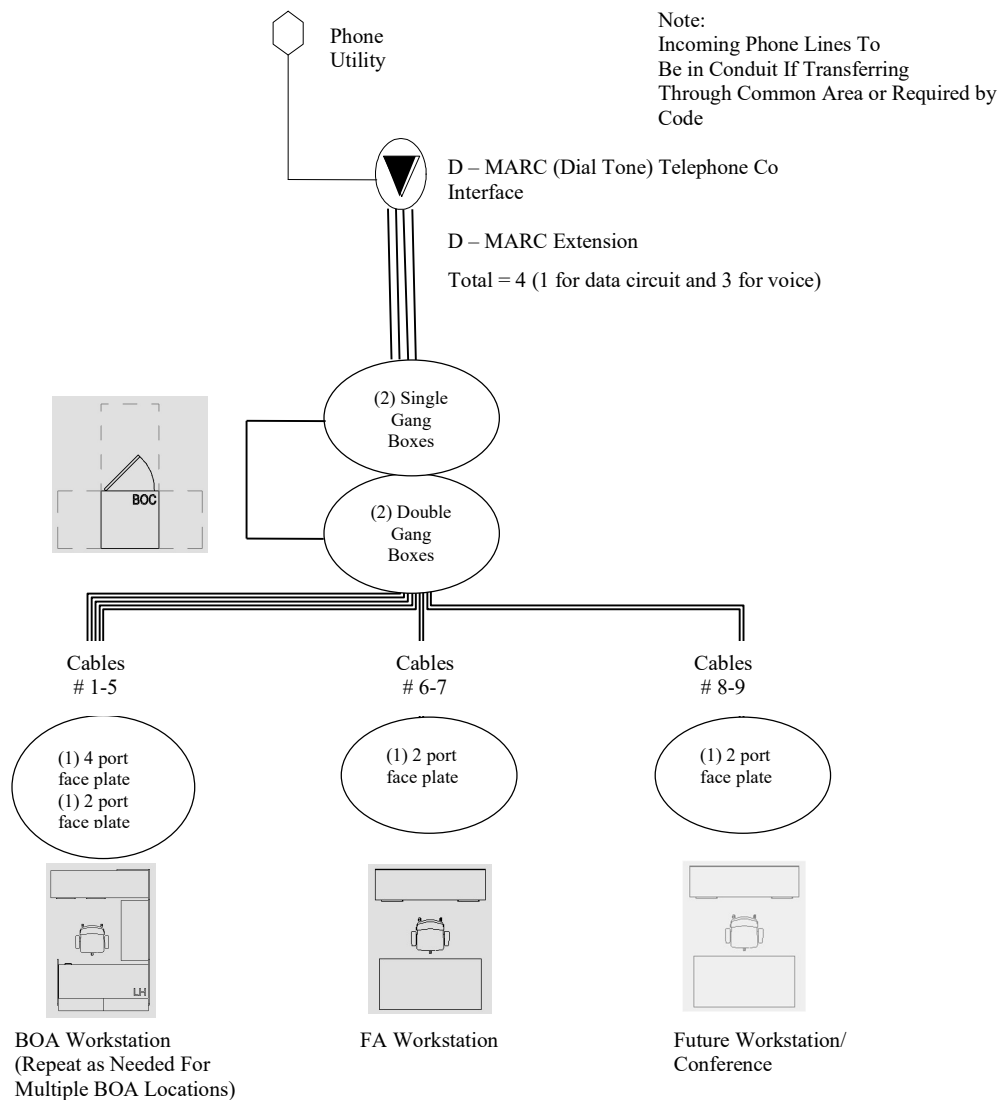 Phone
Utility
Note:
Incoming Phone Lines To
Be in Conduit If Transferring
Through Common Area or Required by
Code
D – MARC (Dial Tone) Telephone Co
Interface
D – MARC Extension
Total = 4 (1 for data circuit and 3 for voice)
(2) Single
Gang
Boxes
BOC
(2) Double
Gang
Boxes
Cables
# 1-5
Cables
# 6-7
Cables
# 8-9
(1) 4 port
face plate
(1) 2 port
face plate
(1) 2 port
face plate
(1) 2 port
face plate
LH
BOA Workstation
(Repeat as Needed For
Multiple BOA Locations)
FA Workstation
Future Workstation/
Conference